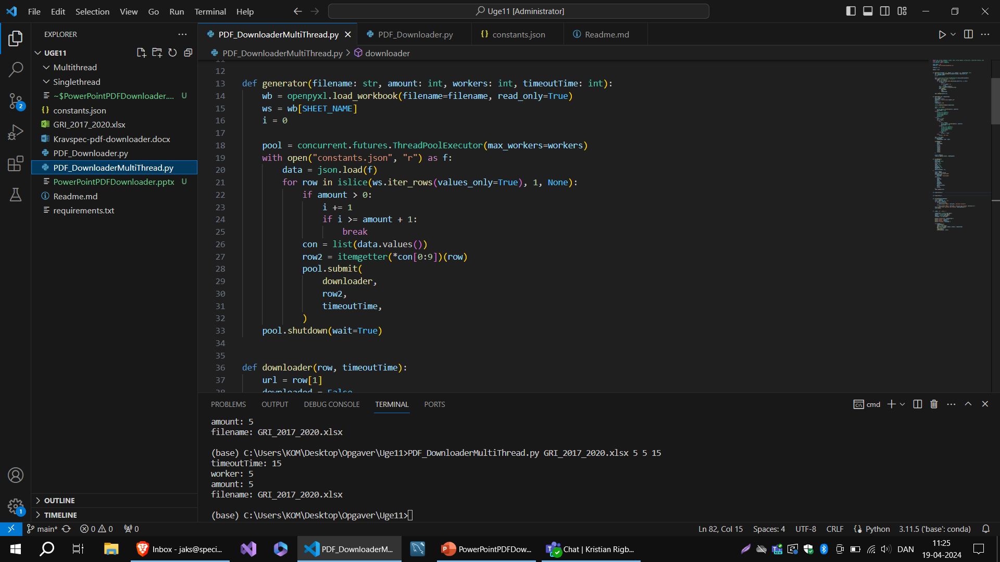 File Edit Selection View Go Run Terminal Help
Uge11 [Administrator]
EXPLORER
UGE11
Multithread
Singlethread
~$PowerPointPDFDownloader.... U
constants.json
GRI_2017_2020.xlsx
Kravspec-pdf-downloader.docx
PDF_Downloader.py
PDF_DownloaderMultiThread.py
PowerPointPDFDownloader.pptx U
Readme.md
requirements.txt
OUTLINE
TIMELINE
2
1
PDF_DownloaderMultiThread.py PDF_Downloader.py constants.json Readme.md
PDF_DownloaderMultiThread.py > downloader
11
12
13 def generator(filename: str, amount: int, workers: int, timeoutTime: int):
14 wb = openpyxl.load_workbook(filename=filename, read_only=True)
15 ws = wb[SHEET_NAME]
16 i = 0
17
18 pool = concurrent.futures.ThreadPoolExecutor(max_workers=workers)
19 with open("constants.json", "r") as f:
20 data = json.load(f)
21 for row in islice(ws.iter_rows(values_only=True), 1, None):
22 if amount > 0:
23 i += 1
24 if i >= amount + 1:
25 break
26 con = list(data.values())
27 row2 = itemgetter(*con[0:9])(row)
28 pool.submit(
29 downloader,
30 row2,
31 timeoutTime,
32 )
33 pool.shutdown(wait=True)
34
35
36 def downloader(row, timeoutTime):
37 url = row[1]
38 downloaded = False
PROBLEMS OUTPUT DEBUG CONSOLE TERMINAL PORTS
cmd
amount: 5
filename: GRI_2017_2020.xlsx
(base) C:\Users\KOM\Desktop\Opgaver\Uge11>PDF_DownloaderMultiThread.py GRI_2017_2020.xlsx 5 5 15
timeoutTime: 15
worker: 5
amount: 5
filename: GRI_2017_2020.xlsx
(base) C:\Users\KOM\Desktop\Opgaver\Uge11>
main* 0 0 0
Ln 82, Col 15 Spaces: 4 UTF-8 CRLF Python 3.11.5 ('base': conda)
Inbox - jaks@speci... PDF_DownloaderM... PowerPointPDFDow... Chat | Kristian Rigb...
DAN
11:25
19-04-2024